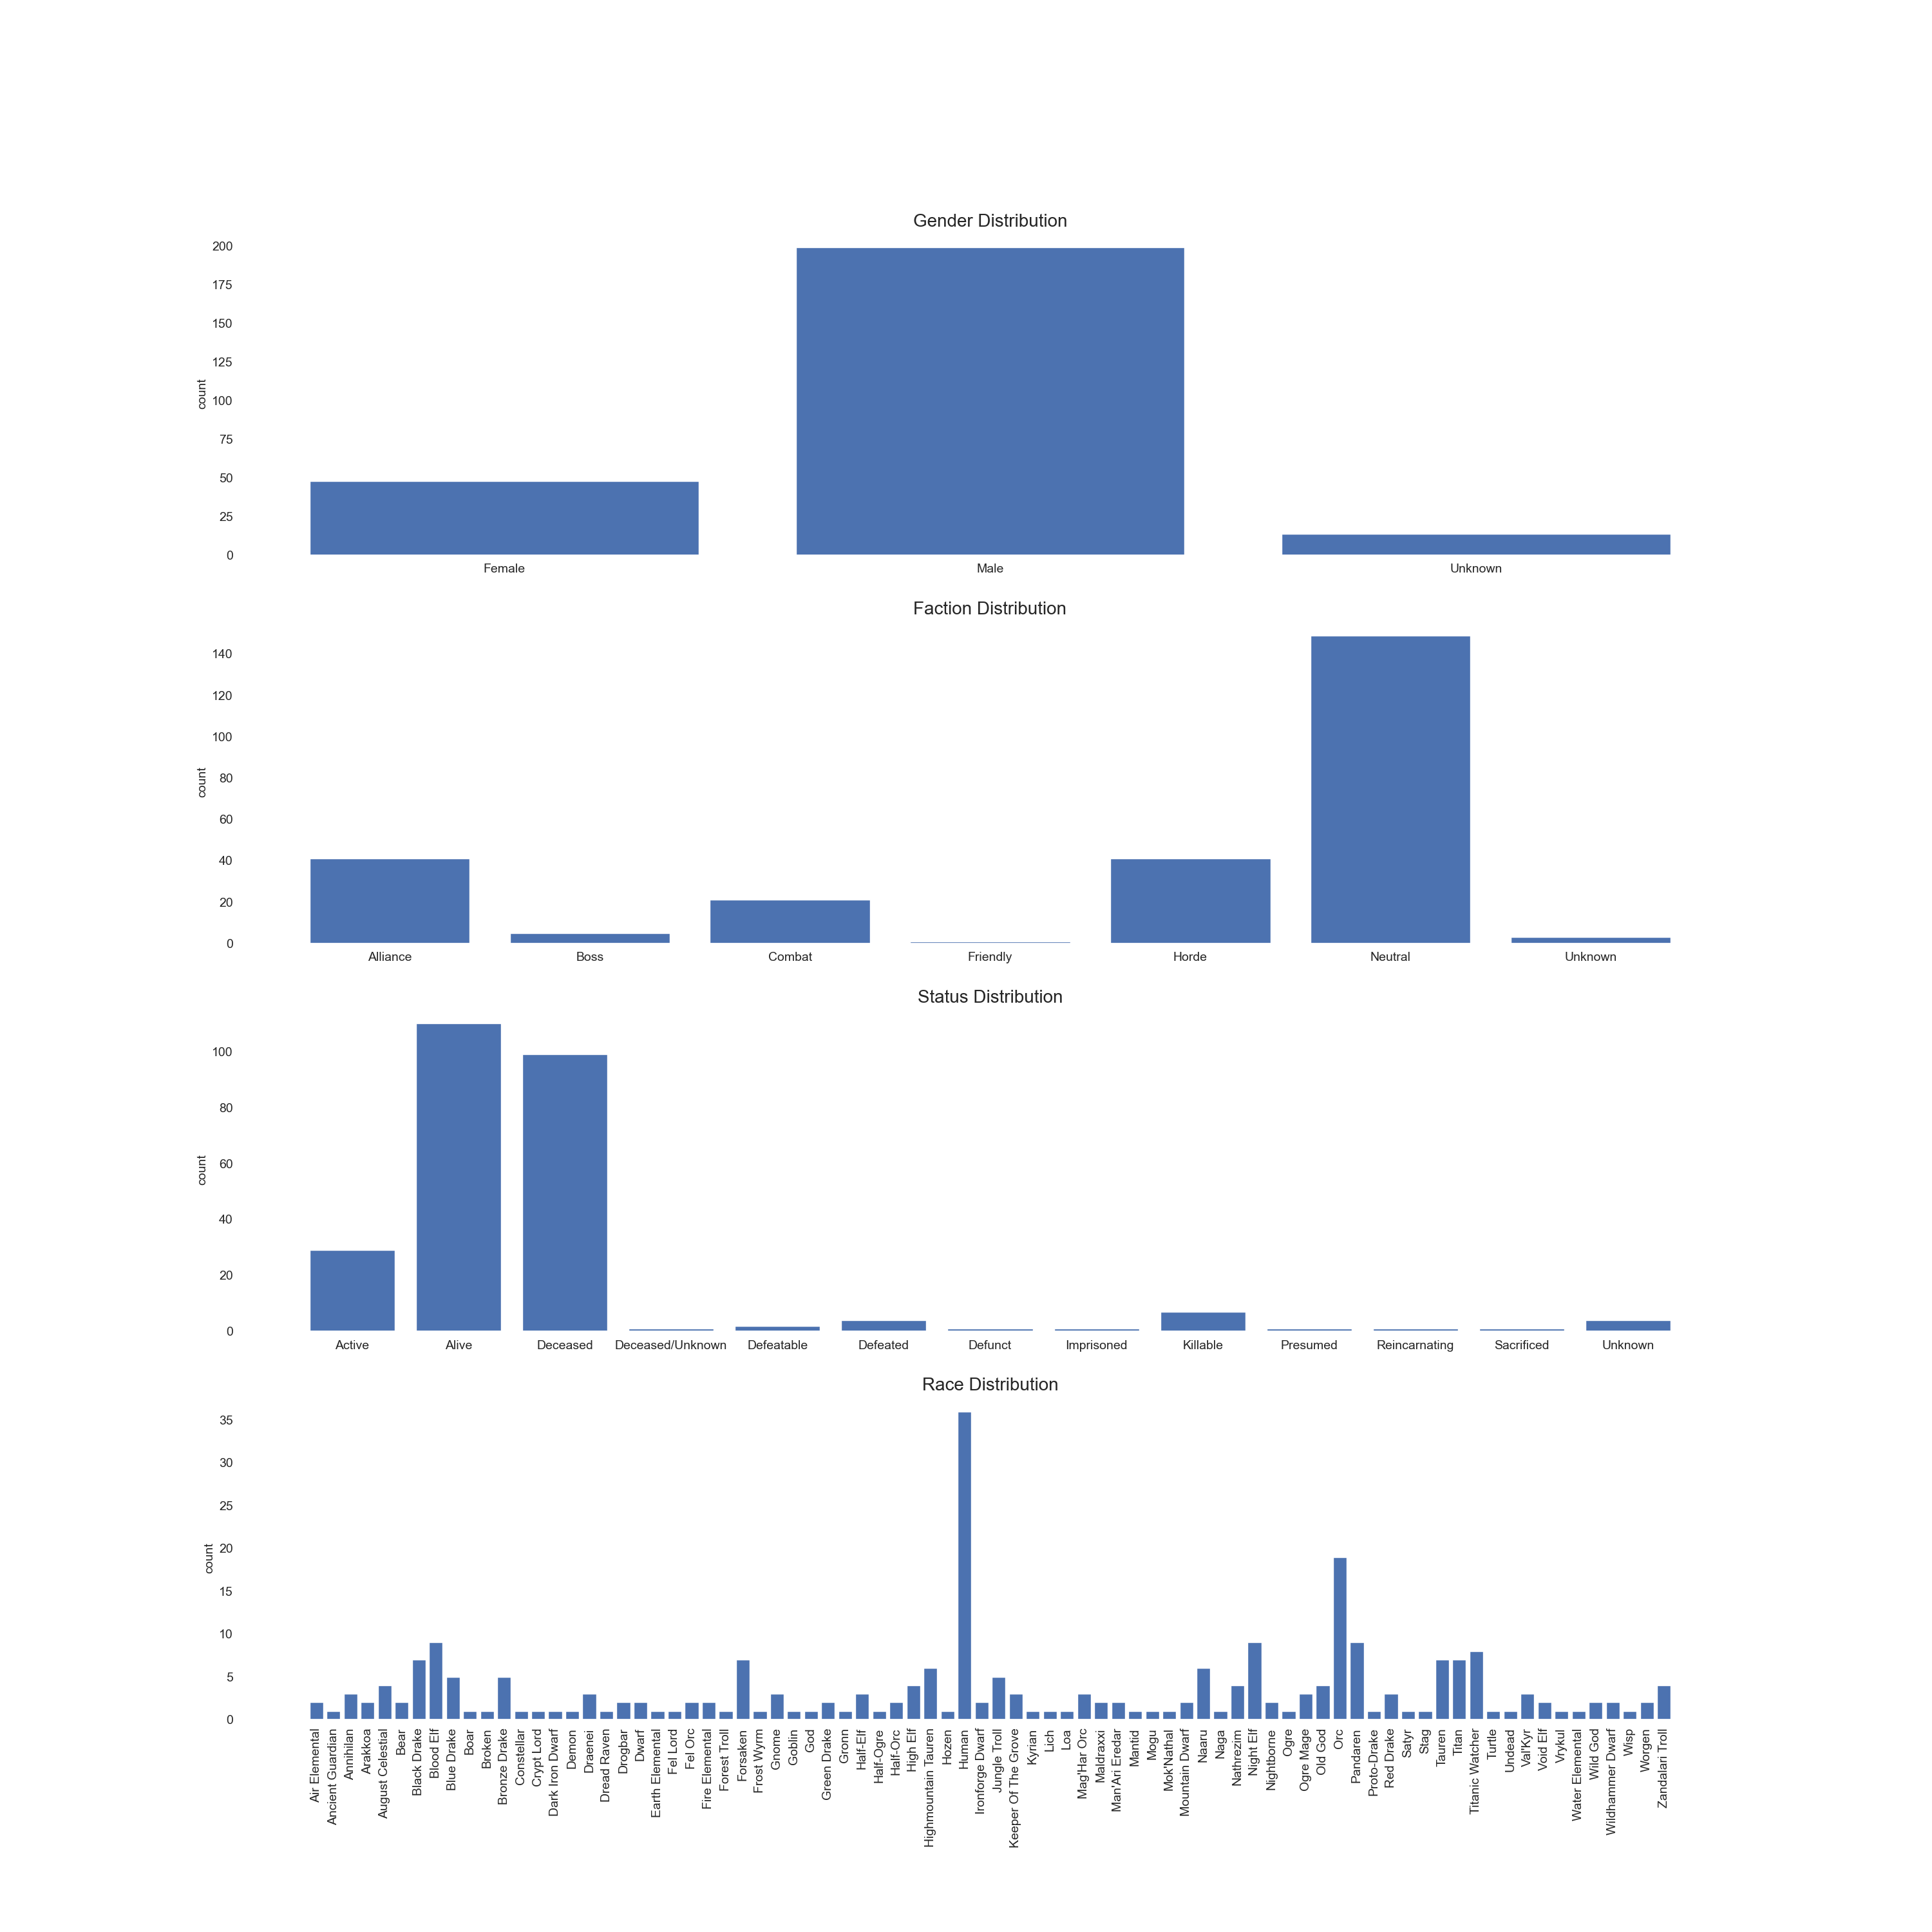 Gender Distribution
200
175
150
125
100
75
50
25
0
count
Female Male Unknown
Faction Distribution
140
120
100
80
60
40
20
0
count
Alliance Boss Combat Friendly Horde Neutral Unknown
Status Distribution
100
80
60
40
20
0
count
Active Alive Deceased Deceased/Unknown Defeatable Defeated Defunct Imprisoned Killable Presumed Reincarnating Sacrificed Unknown
Race Distribution
35
30
25
20
15
10
5
0
count
Air Elemental
Ancient Guardian
Annihilan
Arakkoa
August Celestial
Bear
Black Drake
Blood Elf
Blue Drake
Boar
Broken
Bronze Drake
Constellar
Crypt Lord
Dark Iron Dwarf
Demon
Draenei
Dread Raven
Drogbar
Dwarf
Earth Elemental
Fel Lord
Fel Orc
Fire Elemental
Forest Troll
Forsaken
Frost Wyrm
Gnome
Goblin
God
Green Drake
Gronn
Half-Elf
Half-Ogre
Half-Orc
High Elf
Highmountain Tauren
Hozen
Human
Ironforge Dwarf
Jungle Troll
Keeper Of The Grove
Kyrian
Lich
Loa
Mag'Har Orc
Maldraxxi
Man'Ari Eredar
Mantid
Mogu
Mok'Nathal
Mountain Dwarf
Naaru
Naga
Nathrezim
Night Elf
Nightborne
Ogre
Ogre Mage
Old God
Orc
Pandaren
Proto-Drake
Red Drake
Satyr
Stag
Tauren
Titan
Titanic Watcher
Turtle
Undead
Val'Kyr
Void Elf
Vrykul
Water Elemental
Wild God
Wildhammer Dwarf
Wisp
Worgen
Zandalari Troll